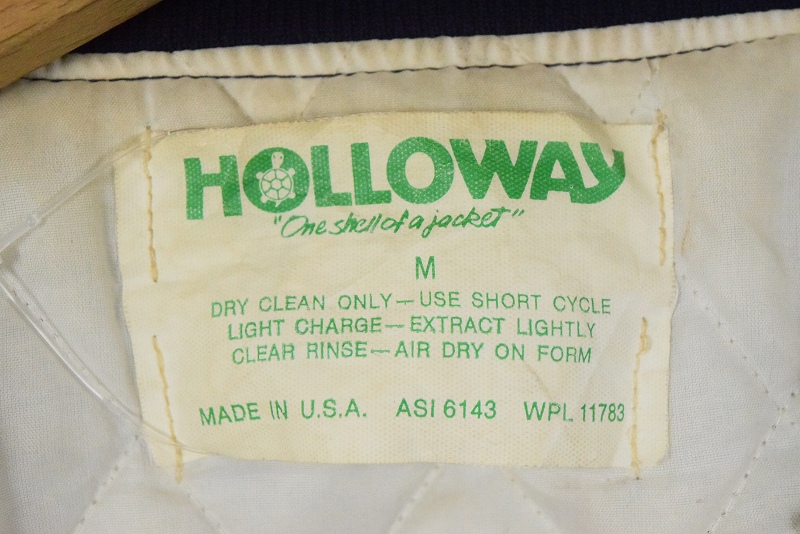 HOLLOWAY
"One shell of a jacket"
M
DRY CLEAN ONLY—USE SHORT CYCLE
LIGHT CHARGE—EXTRACT LIGHTLY
CLEAR RINSE—AIR DRY ON FORM
MADE IN U.S.A. ASI 6143 WPL 11783